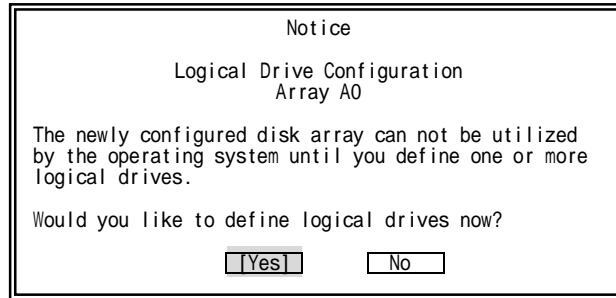 Notice
Logical Drive Configuration
Array A0
The newly configured disk array can not be utilized
by the operating system until you define one or more
logical drives.
Would you like to define logical drives now?
[Yes] No